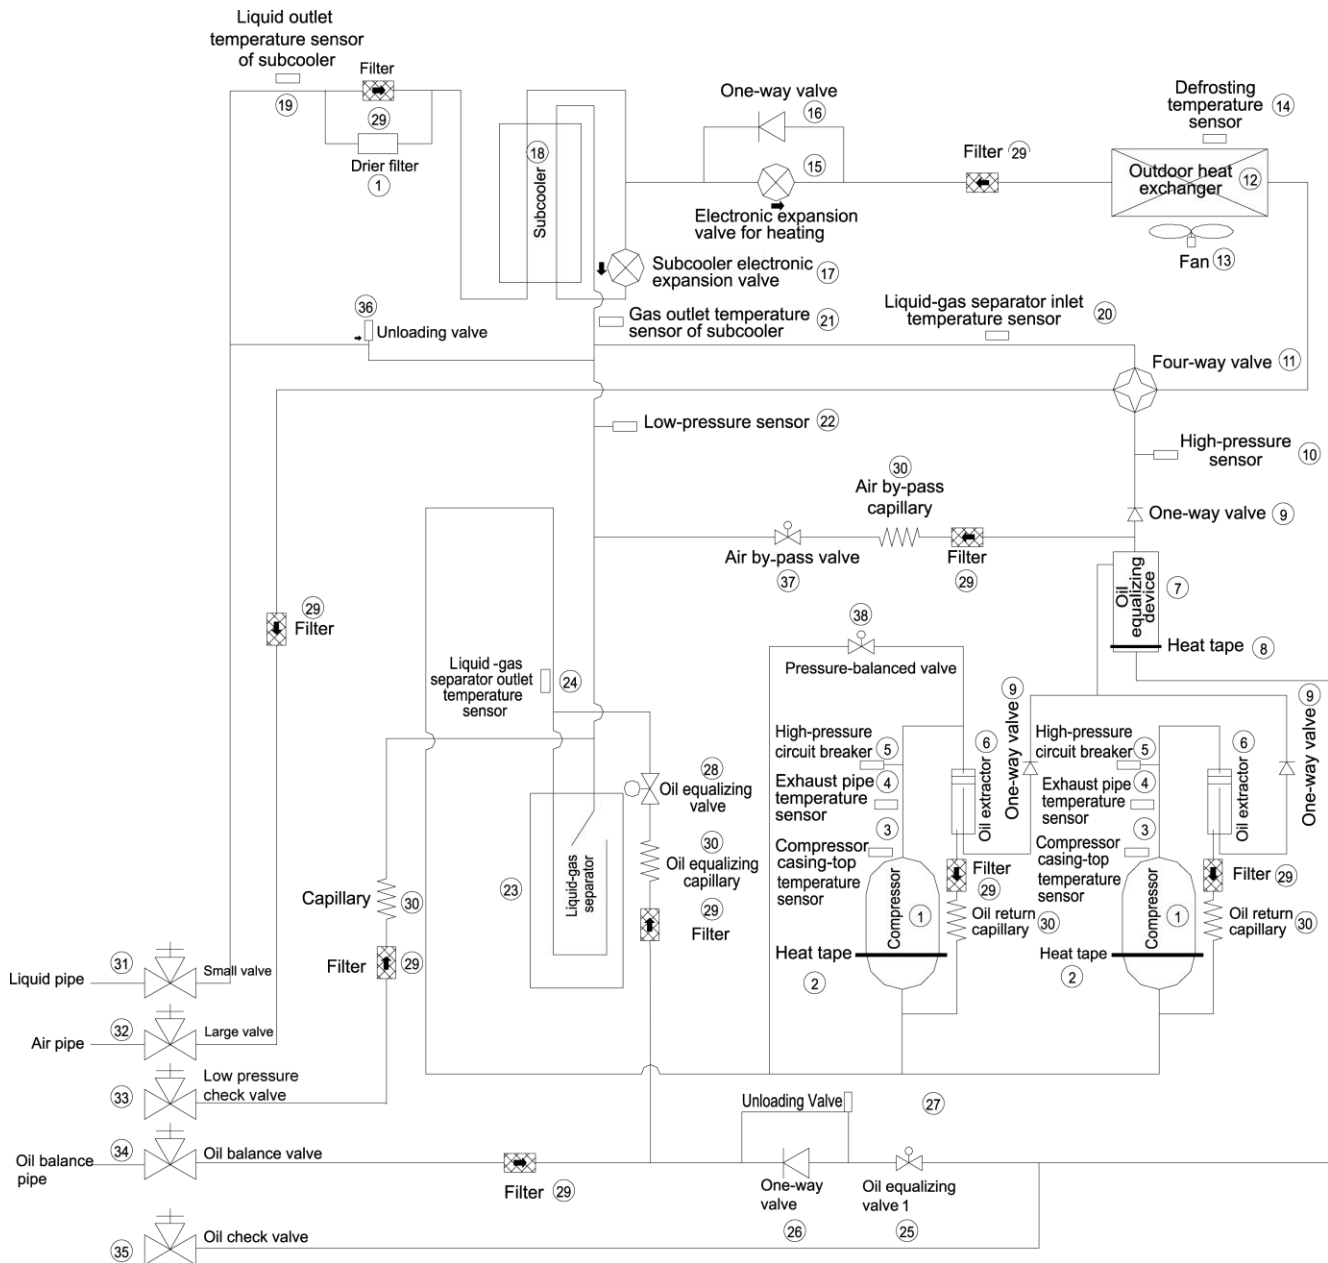 Liquid outlet
temperature sensor
of subcooler
19
Filter
29
Drier filter
1
18
Subcooler
One-way valve
16
15
Electronic expansion
valve for heating
Filter 29
Defrosting
temperature
sensor
14
Outdoor heat
exchanger
12
Fan 13
Subcooler electronic
expansion valve
17
36
Unloading valve
Gas outlet temperature
sensor of subcooler
21
Liquid-gas separator inlet
temperature sensor
20
Four-way valve 11
Low-pressure sensor 22
High-pressure
sensor
10
30
Air by-pass
capillary
One-way valve 9
Air by-pass valve
37
Filter
29
Oil
equalizing
device
7
Heat tape 8
29
Filter
38
Pressure-balanced valve
Liquid -gas
separator outlet
temperature
sensor
24
9
One-way valve
9
One-way valve
High-pressure
circuit breaker
5
6
Oil extractor
Exhaust pipe
temperature
sensor
4
Compressor
casing-top
temperature
sensor
3
High-pressure
circuit breaker
5
6
Oil extractor
Exhaust pipe
temperature
sensor
4
Compressor
casing-top
temperature
sensor
3
28
Oil equalizing
valve
30
Oil equalizing
capillary
29
Filter
23
Liquid-gas
separator
Capillary
30
Filter 29
Compressor
1
Filter
29
Oil return
capillary 30
Heat tape
2
Compressor
1
Filter 29
Oil return
capillary 30
Heat tape
2
31
Liquid pipe
Small valve
32
Air pipe
Large valve
33
Low pressure
check valve
34
Oil balance
pipe
Oil balance valve
35
Oil check valve
Filter 29
Unloading Valve
27
One-way
valve
26
Oil equalizing
valve 1
25